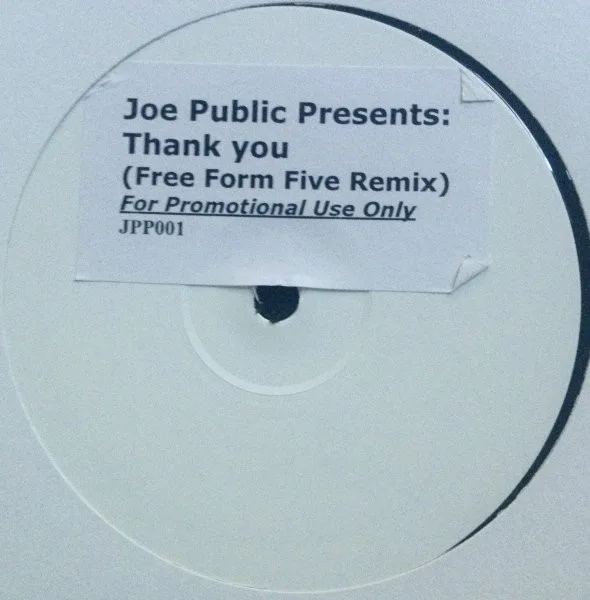 Joe Public Presents:
Thank you
(Free Form Five Remix)
For Promotional Use Only
JPP001